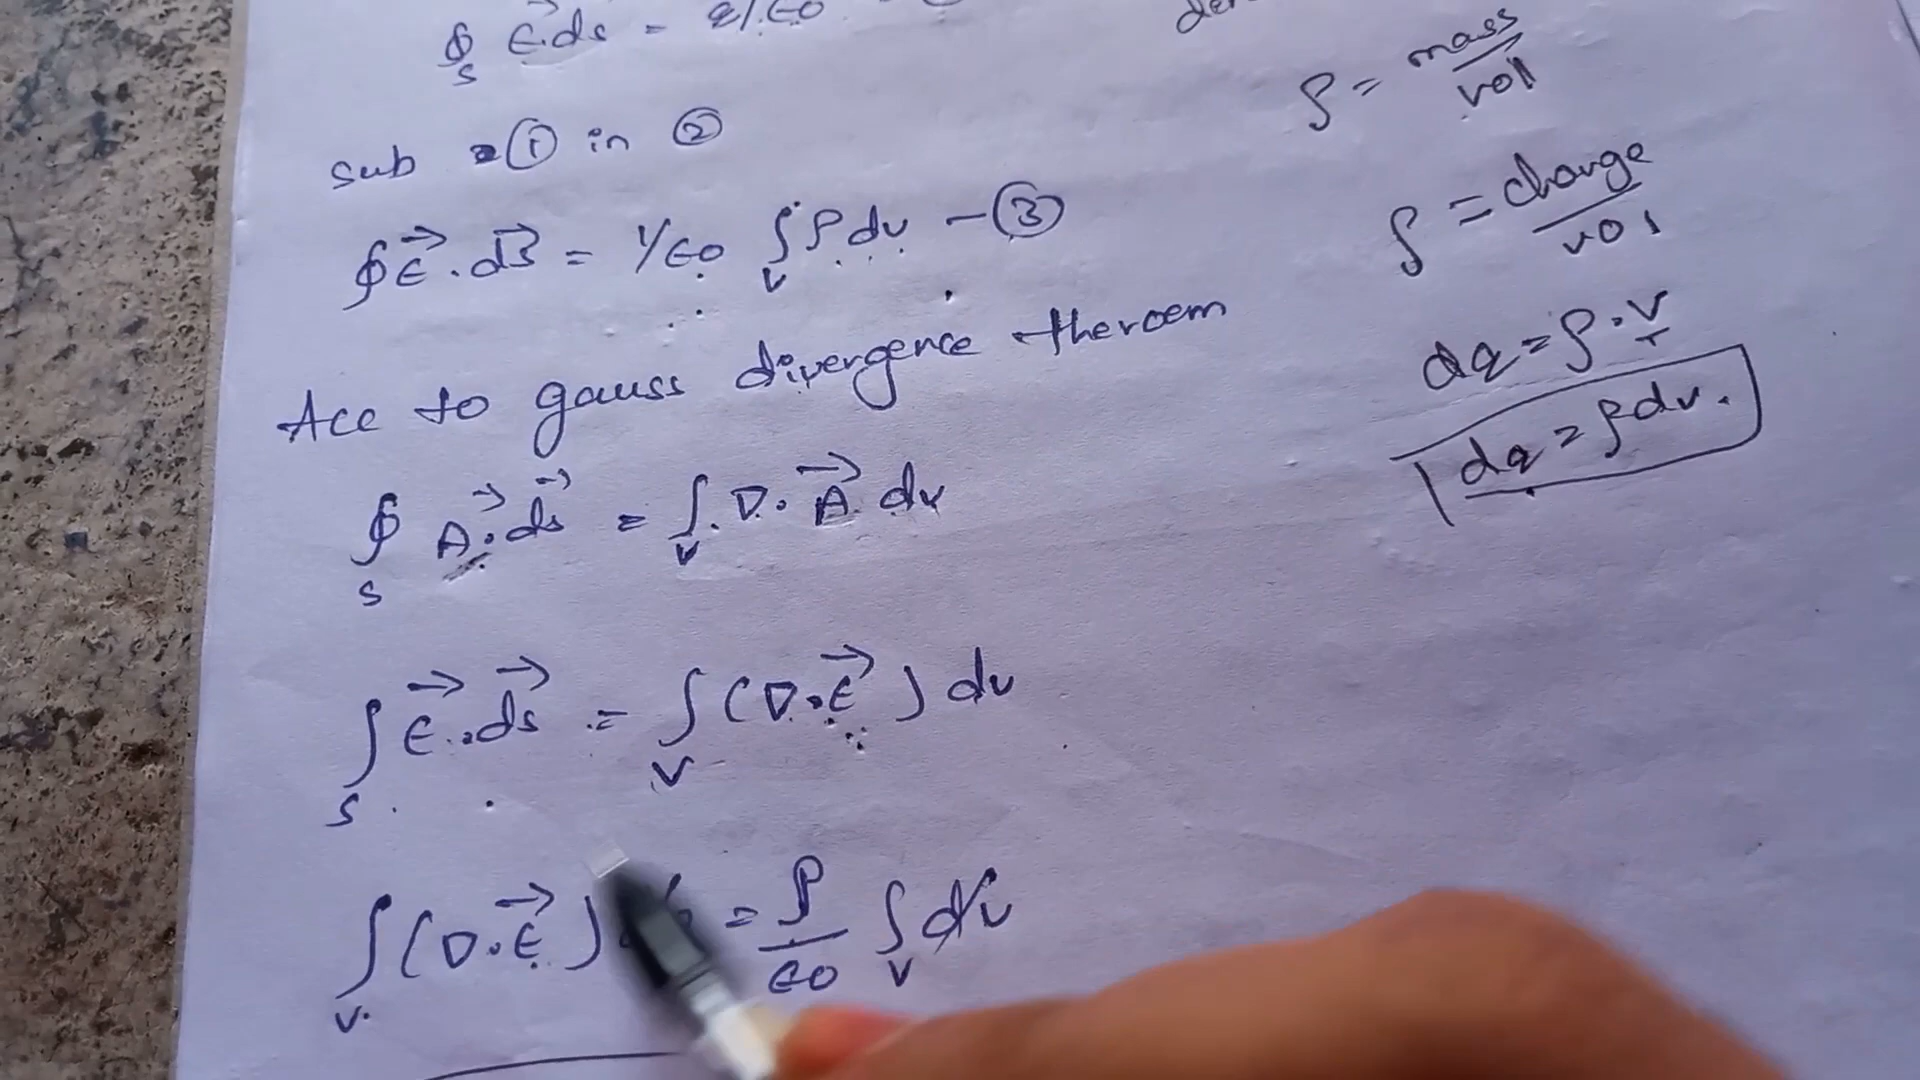 ∮s E⃗.ds = q/ϵ0
ρ = mass/vol
sub ① in ②
ρ = charge/vol
∮E⃗.dS⃗ = 1/ϵ0 ∫v ρdv - ③
dq = ρ.v
dq = ρdv.
Acc to gauss divergence theroem
∮s A⃗.ds⃗ = ∫v ∇.A⃗ dv
∫s E⃗.ds⃗ = ∫v (∇.E⃗) dv
∫v (∇.E⃗) = ρ/ϵ0 ∫v dv